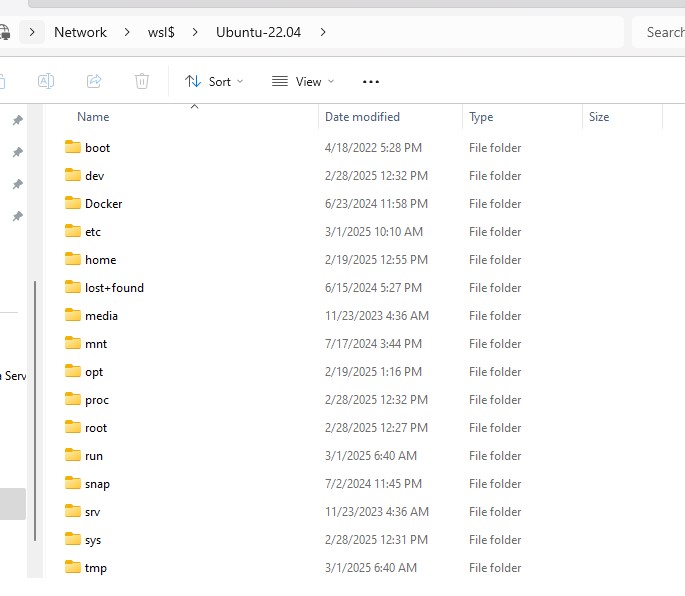 Network > wsl$ > Ubuntu-22.04 > Search
Sort View ...
Name Date modified Type Size
boot 4/18/2022 5:28 PM File folder
dev 2/28/2025 12:32 PM File folder
Docker 6/23/2024 11:58 PM File folder
etc 3/1/2025 10:10 AM File folder
home 2/19/2025 12:55 PM File folder
lost+found 6/15/2024 5:27 PM File folder
media 11/23/2023 4:36 AM File folder
mnt 7/17/2024 3:44 PM File folder
a Serv opt 2/19/2025 1:16 PM File folder
proc 2/28/2025 12:32 PM File folder
root 2/28/2025 12:27 PM File folder
run 3/1/2025 6:40 AM File folder
snap 7/2/2024 11:45 PM File folder
srv 11/23/2023 4:36 AM File folder
sys 2/28/2025 12:31 PM File folder
tmp 3/1/2025 6:40 AM File folder